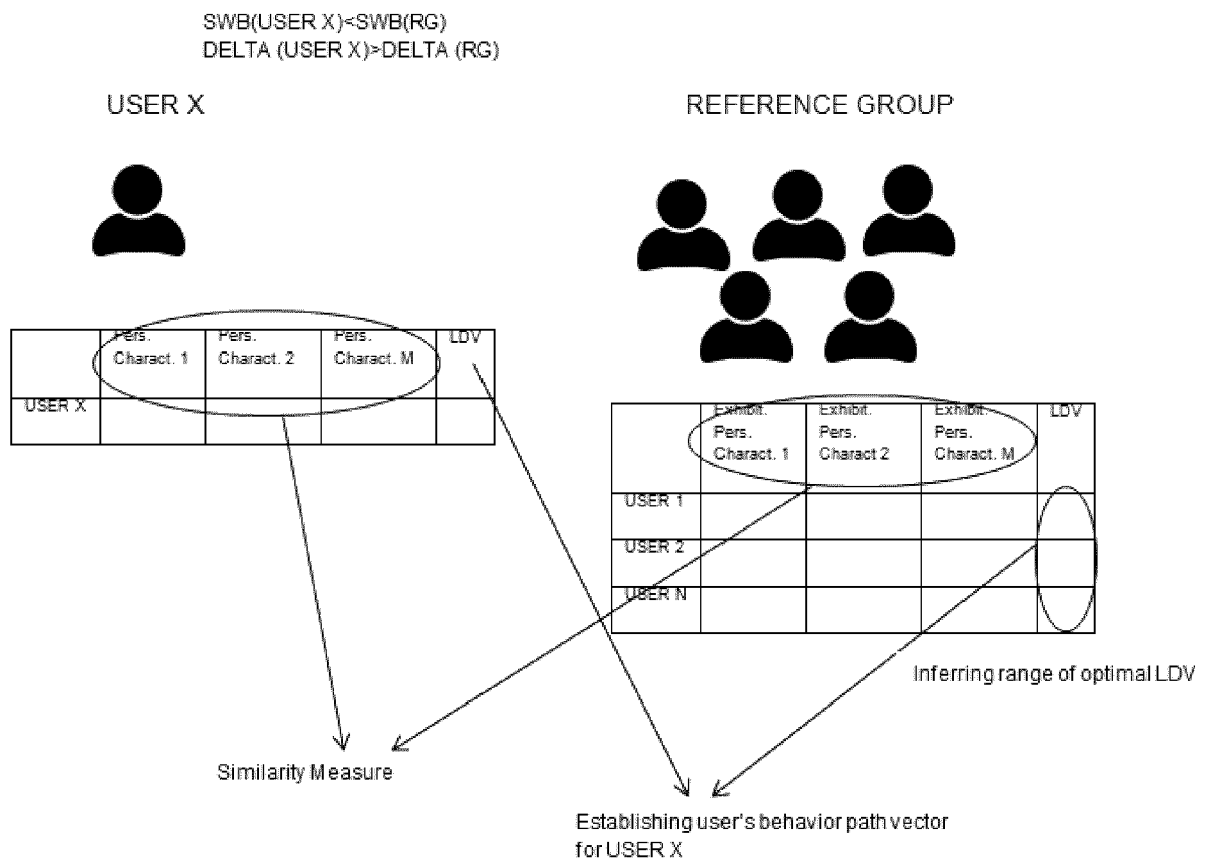 SWB(USER X)<SWB(RG)
DELTA (USER X)>DELTA (RG)
USER X
REFERENCE GROUP
Pers. Pers. Pers. LDV
Charact. 1 Charact. 2 Charact. M
USER X
Exhibit. Exhibit. Exhibit. LDV
Pers. Pers. Pers.
Charact. 1 Charact 2 Charact. M
USER 1
USER 2
USER N
Inferring range of optimal LDV
Similarity Measure
Establishing user's behavior path vector
for USER X